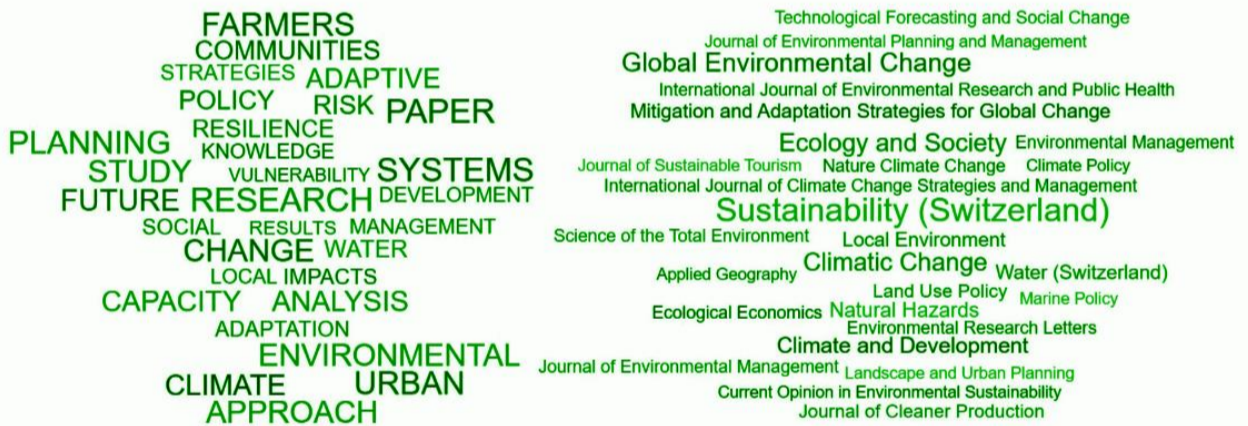 FARMERS
COMMUNITIES
STRATEGIES ADAPTIVE
POLICY RISK PAPER
RESILIENCE
PLANNING KNOWLEDGE
STUDY VULNERABILITY SYSTEMS
FUTURE RESEARCH DEVELOPMENT
SOCIAL RESULTS MANAGEMENT
CHANGE WATER
LOCAL IMPACTS
CAPACITY ANALYSIS
ADAPTATION
ENVIRONMENTAL
CLIMATE URBAN
APPROACH
Technological Forecasting and Social Change
Journal of Environmental Planning and Management
Global Environmental Change
International Journal of Environmental Research and Public Health
Mitigation and Adaptation Strategies for Global Change
Ecology and Society Environmental Management
Journal of Sustainable Tourism Nature Climate Change Climate Policy
International Journal of Climate Change Strategies and Management
Sustainability (Switzerland)
Science of the Total Environment Local Environment
Applied Geography Climatic Change Water (Switzerland)
Land Use Policy Marine Policy
Ecological Economics Natural Hazards
Environmental Research Letters
Climate and Development
Journal of Environmental Management Landscape and Urban Planning
Current Opinion in Environmental Sustainability
Journal of Cleaner Production